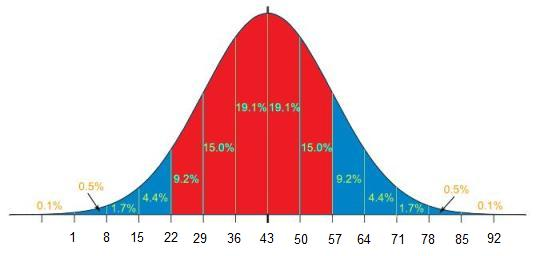 19.1% 19.1%
15.0% 15.0%
9.2% 9.2%
0.5% 0.5%
4.4% 4.4%
0.1% 1.7% 1.7% 0.1%
1 8 15 22 29 36 43 50 57 64 71 78 85 92